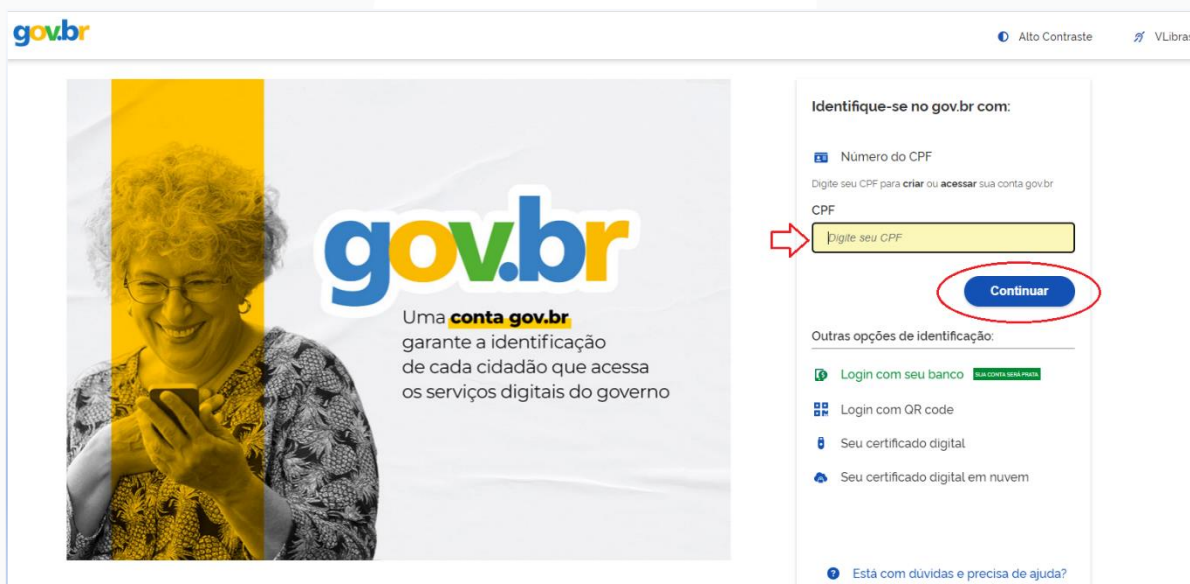 gov.br
Alto Contraste
VLibras
gov.br
Uma conta gov.br
garante a identificação
de cada cidadão que acessa
os serviços digitais do governo
Identifique-se no gov.br com:
Número do CPF
Digite seu CPF para criar ou acessar sua conta gov.br
CPF
Digite seu CPF
Continuar
Outras opções de identificação:
Login com seu banco SUA CONTA SERÁ PRATA
Login com QR code
Seu certificado digital
Seu certificado digital em nuvem
Está com dúvidas e precisa de ajuda?